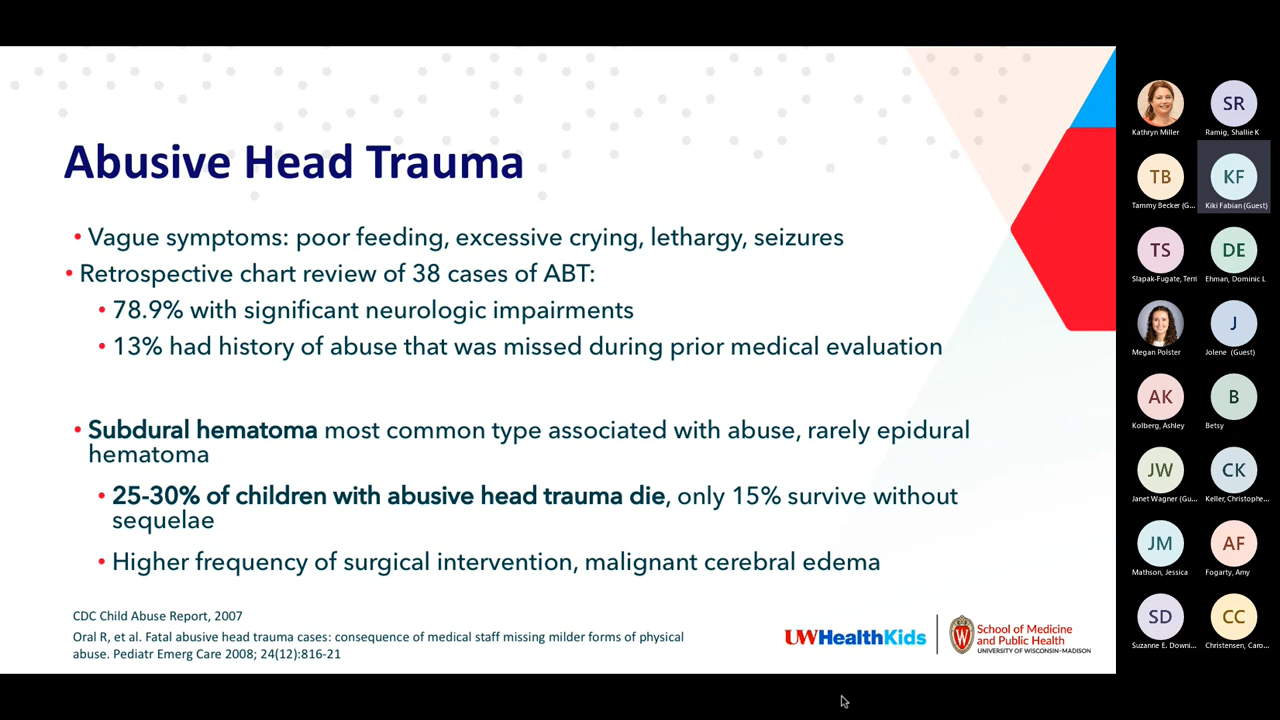 Abusive Head Trauma
• Vague symptoms: poor feeding, excessive crying, lethargy, seizures
• Retrospective chart review of 38 cases of ABT:
• 78.9% with significant neurologic impairments
• 13% had history of abuse that was missed during prior medical evaluation
• Subdural hematoma most common type associated with abuse, rarely epidural
hematoma
• 25-30% of children with abusive head trauma die, only 15% survive without
sequelae
• Higher frequency of surgical intervention, malignant cerebral edema
CDC Child Abuse Report, 2007
Oral R, et al. Fatal abusive head trauma cases: consequence of medical staff missing milder forms of physical
abuse. Pediatr Emerg Care 2008; 24(12):816-21
UWHealthKids
School of Medicine
and Public Health
UNIVERSITY OF WISCONSIN-MADISON
Kathryn Miller
SR
Ramig, Shallie K
TB
Tammy Becker (G...
KF
Kiki Fabian (Guest)
TS
Slapak-Fugate, Terri
DE
Ehman, Dominic L
Megan Polster
J
Jolene (Guest)
AK
Kolberg, Ashley
B
Betsy
JW
Janet Wagner (Gu...
CK
Keller, Christophe...
JM
Mathson, Jessica
AF
Fogarty, Amy
SD
Suzanne E. Downi...
CC
Christensen, Caro...